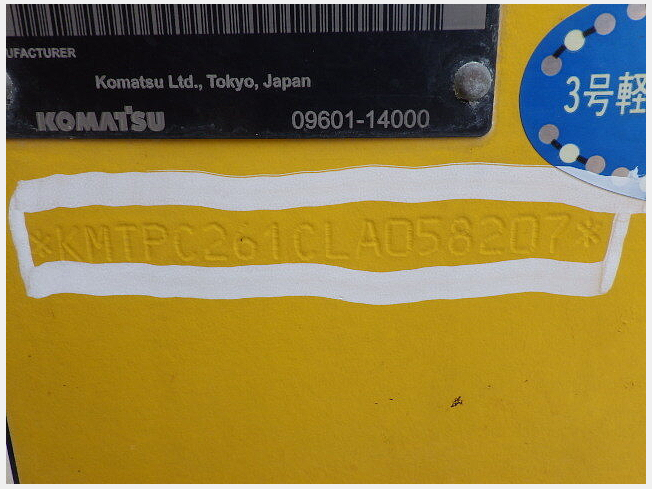 UFACTURER
Komatsu Ltd., Tokyo, Japan
KOMATSU
09601-14000
3号軽
*KMTPC261CLA058207*